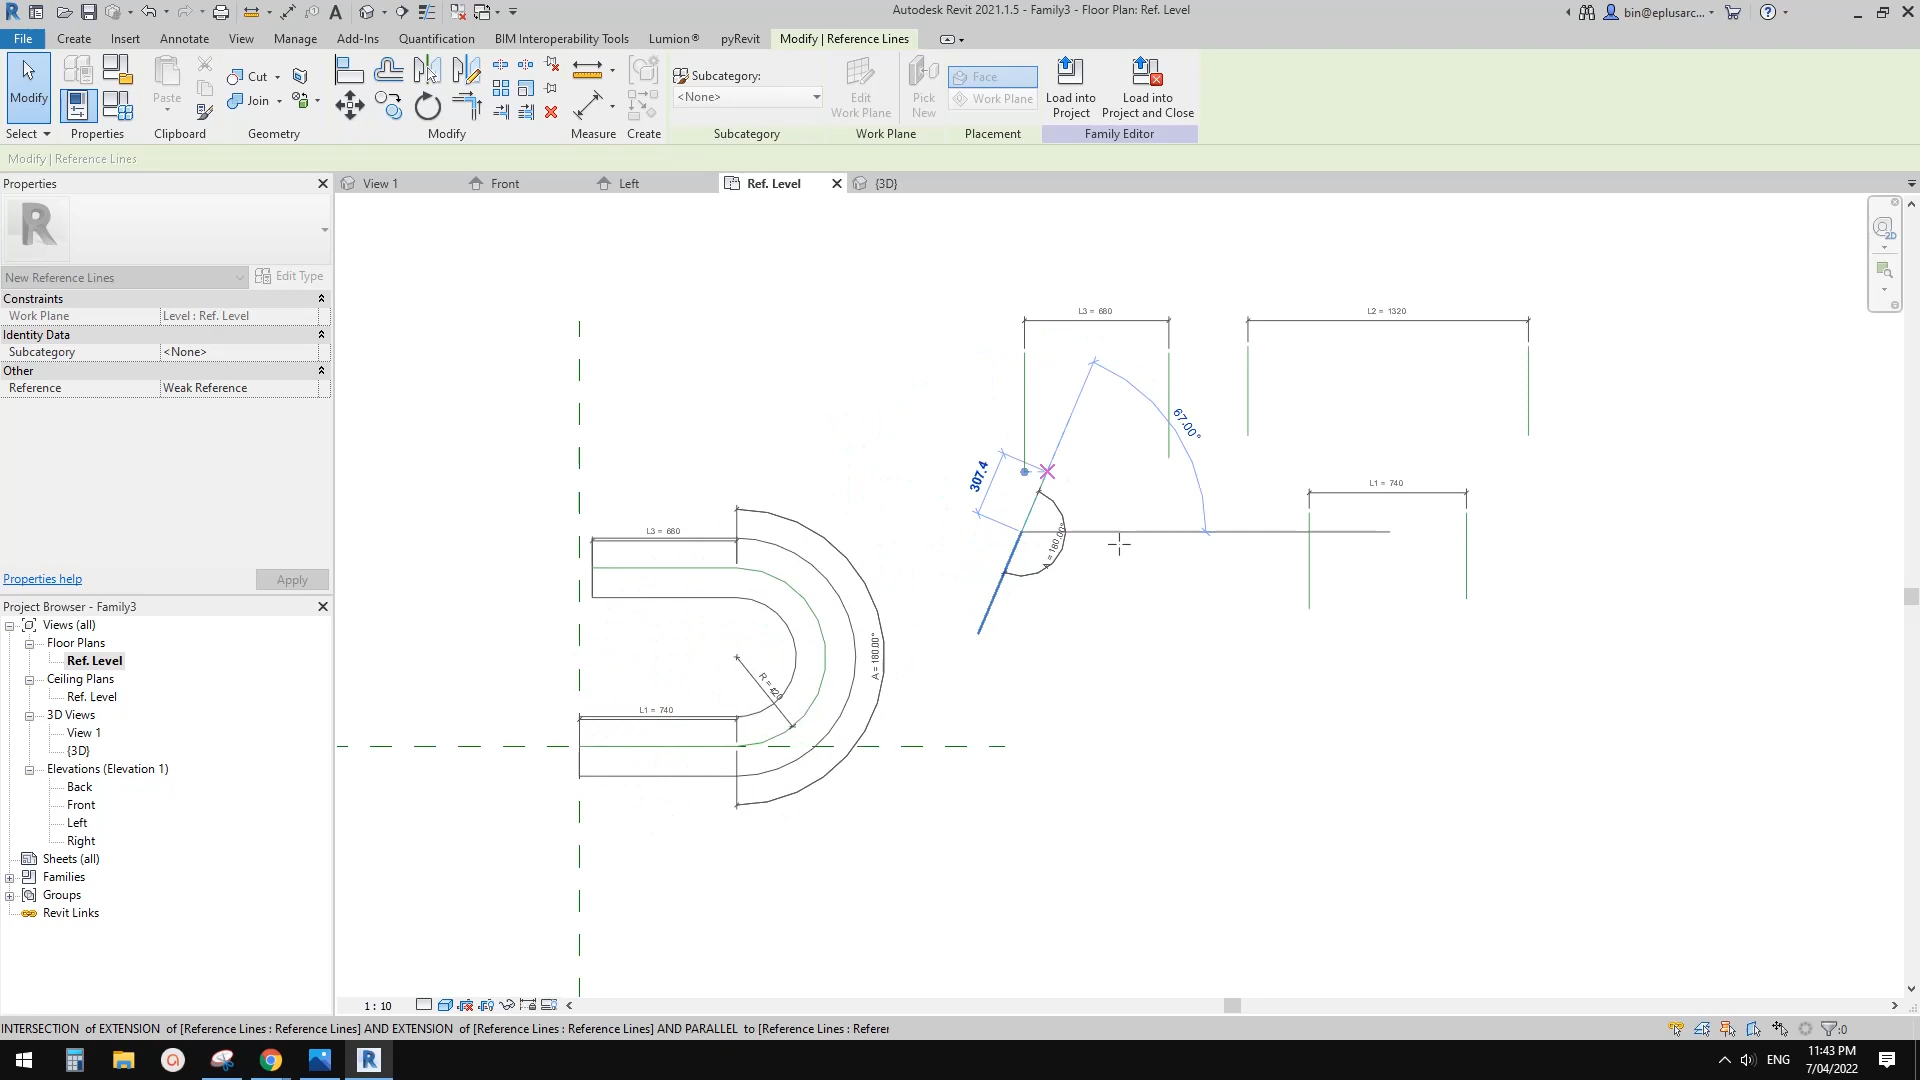 Autodesk Revit 2021.1.5 - Family3 - Floor Plan: Ref. Level
bin@eplusarc...
File Create Insert Annotate View Manage Add-Ins Quantification BIM Interoperability Tools Lumion® pyRevit Modify | Reference Lines
Modify
Paste
Cut
Join
Subcategory:
<None>
Edit
Work Plane
Pick
New
Face
Work Plane
Load into
Project
Load into
Project and Close
Select Properties Clipboard Geometry Modify Measure Create Subcategory Work Plane Placement Family Editor
Modify | Reference Lines
Properties
View 1 Front Left Ref. Level {3D}
R
New Reference Lines
Edit Type
Constraints
Work Plane Level : Ref. Level
Identity Data
Subcategory <None>
Other
Reference Weak Reference
Properties help
Apply
Project Browser - Family3
Views (all)
Floor Plans
Ref. Level
Ceiling Plans
Ref. Level
3D Views
View 1
{3D}
Elevations (Elevation 1)
Back
Front
Left
Right
Sheets (all)
Families
Groups
Revit Links
L3 = 680
L2 = 1320
67.00°
307.4
L1 = 740
A = 180.00°
L3 = 680
A = 180.00°
R = 420
L1 = 740
2D
1 : 10
INTERSECTION of EXTENSION of [Reference Lines : Reference Lines] AND EXTENSION of [Reference Lines : Reference Lines] AND PARALLEL to [Reference Lines : Referer
:0
ENG
11:43 PM
7/04/2022